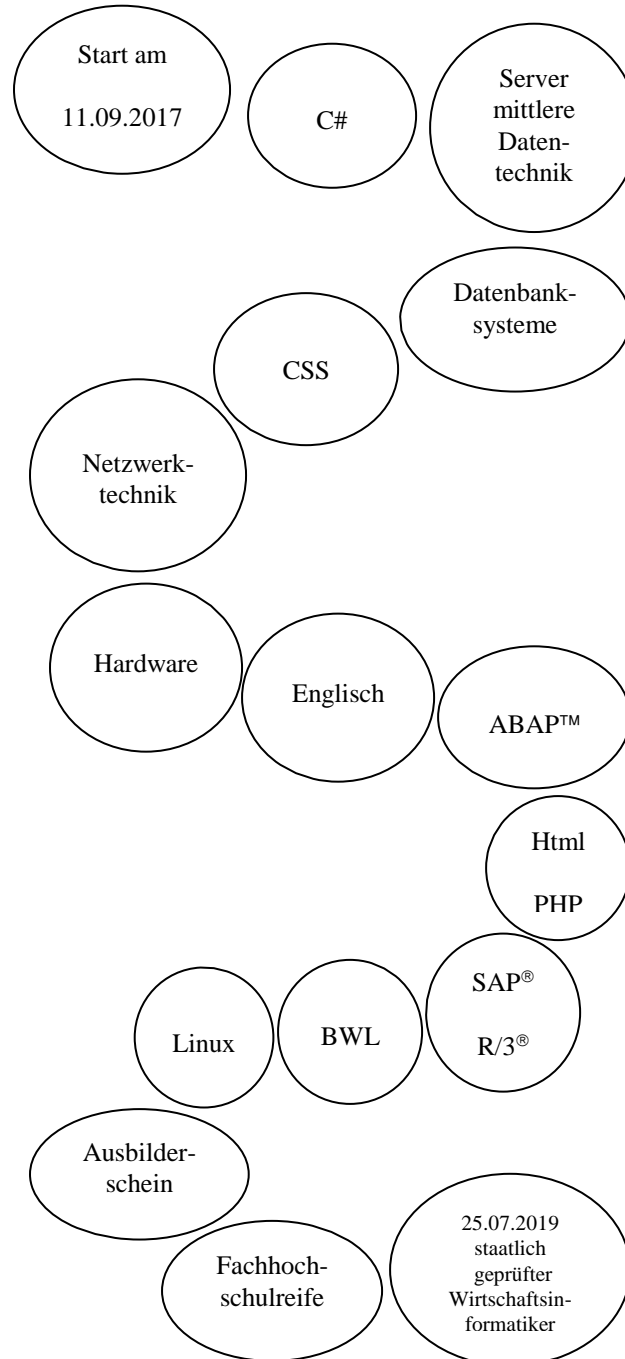 Start am
11.09.2017
C#
Server
mittlere
Daten-
technik
Datenbank-
systeme
CSS
Netzwerk-
technik
Hardware
Englisch
ABAP™
Html
PHP
SAP®
R/3®
BWL
Linux
Ausbilder-
schein
Fachhoch-
schulreife
25.07.2019
staatlich
geprüfter
Wirtschaftsin-
formatiker